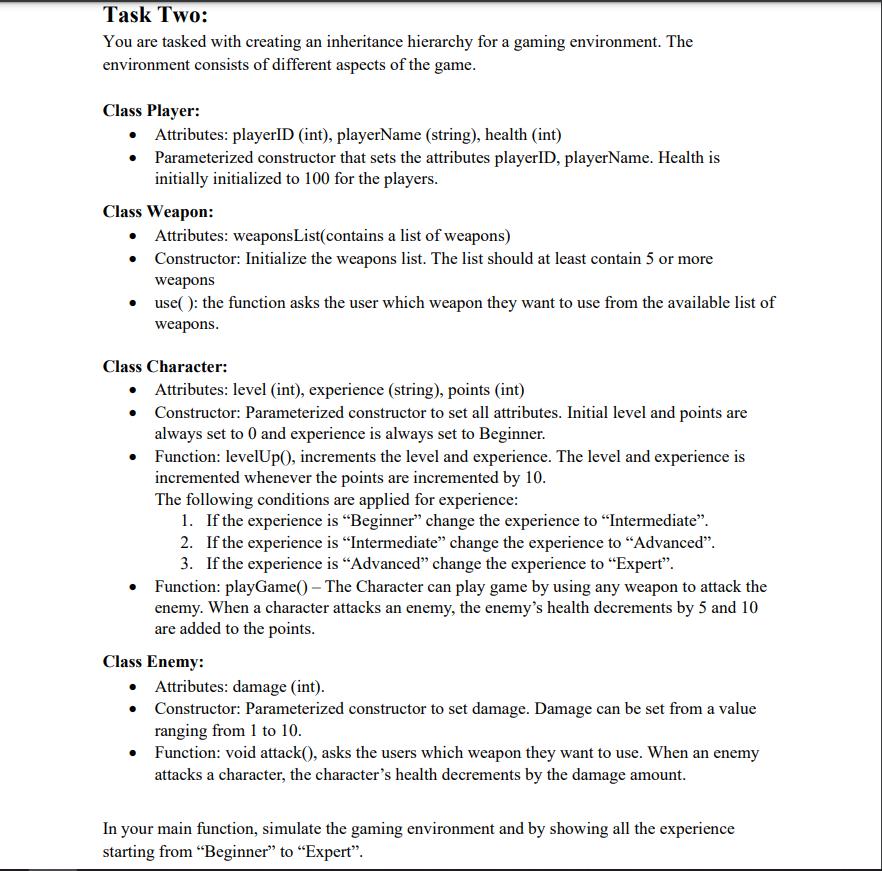 Task Two:
You are tasked with creating an inheritance hierarchy for a gaming environment. The
environment consists of different aspects of the game.
Class Player:
• Attributes: playerID (int), playerName (string), health (int)
• Parameterized constructor that sets the attributes playerID, playerName. Health is
initially initialized to 100 for the players.
Class Weapon:
• Attributes: weaponsList(contains a list of weapons)
• Constructor: Initialize the weapons list. The list should at least contain 5 or more
weapons
• use( ): the function asks the user which weapon they want to use from the available list of
weapons.
Class Character:
• Attributes: level (int), experience (string), points (int)
• Constructor: Parameterized constructor to set all attributes. Initial level and points are
always set to 0 and experience is always set to Beginner.
• Function: levelUp(), increments the level and experience. The level and experience is
incremented whenever the points are incremented by 10.
The following conditions are applied for experience:
1. If the experience is “Beginner” change the experience to “Intermediate”.
2. If the experience is “Intermediate” change the experience to “Advanced”.
3. If the experience is “Advanced” change the experience to “Expert”.
• Function: playGame() – The Character can play game by using any weapon to attack the
enemy. When a character attacks an enemy, the enemy’s health decrements by 5 and 10
are added to the points.
Class Enemy:
• Attributes: damage (int).
• Constructor: Parameterized constructor to set damage. Damage can be set from a value
ranging from 1 to 10.
• Function: void attack(), asks the users which weapon they want to use. When an enemy
attacks a character, the character’s health decrements by the damage amount.
In your main function, simulate the gaming environment and by showing all the experience
starting from “Beginner” to “Expert”.